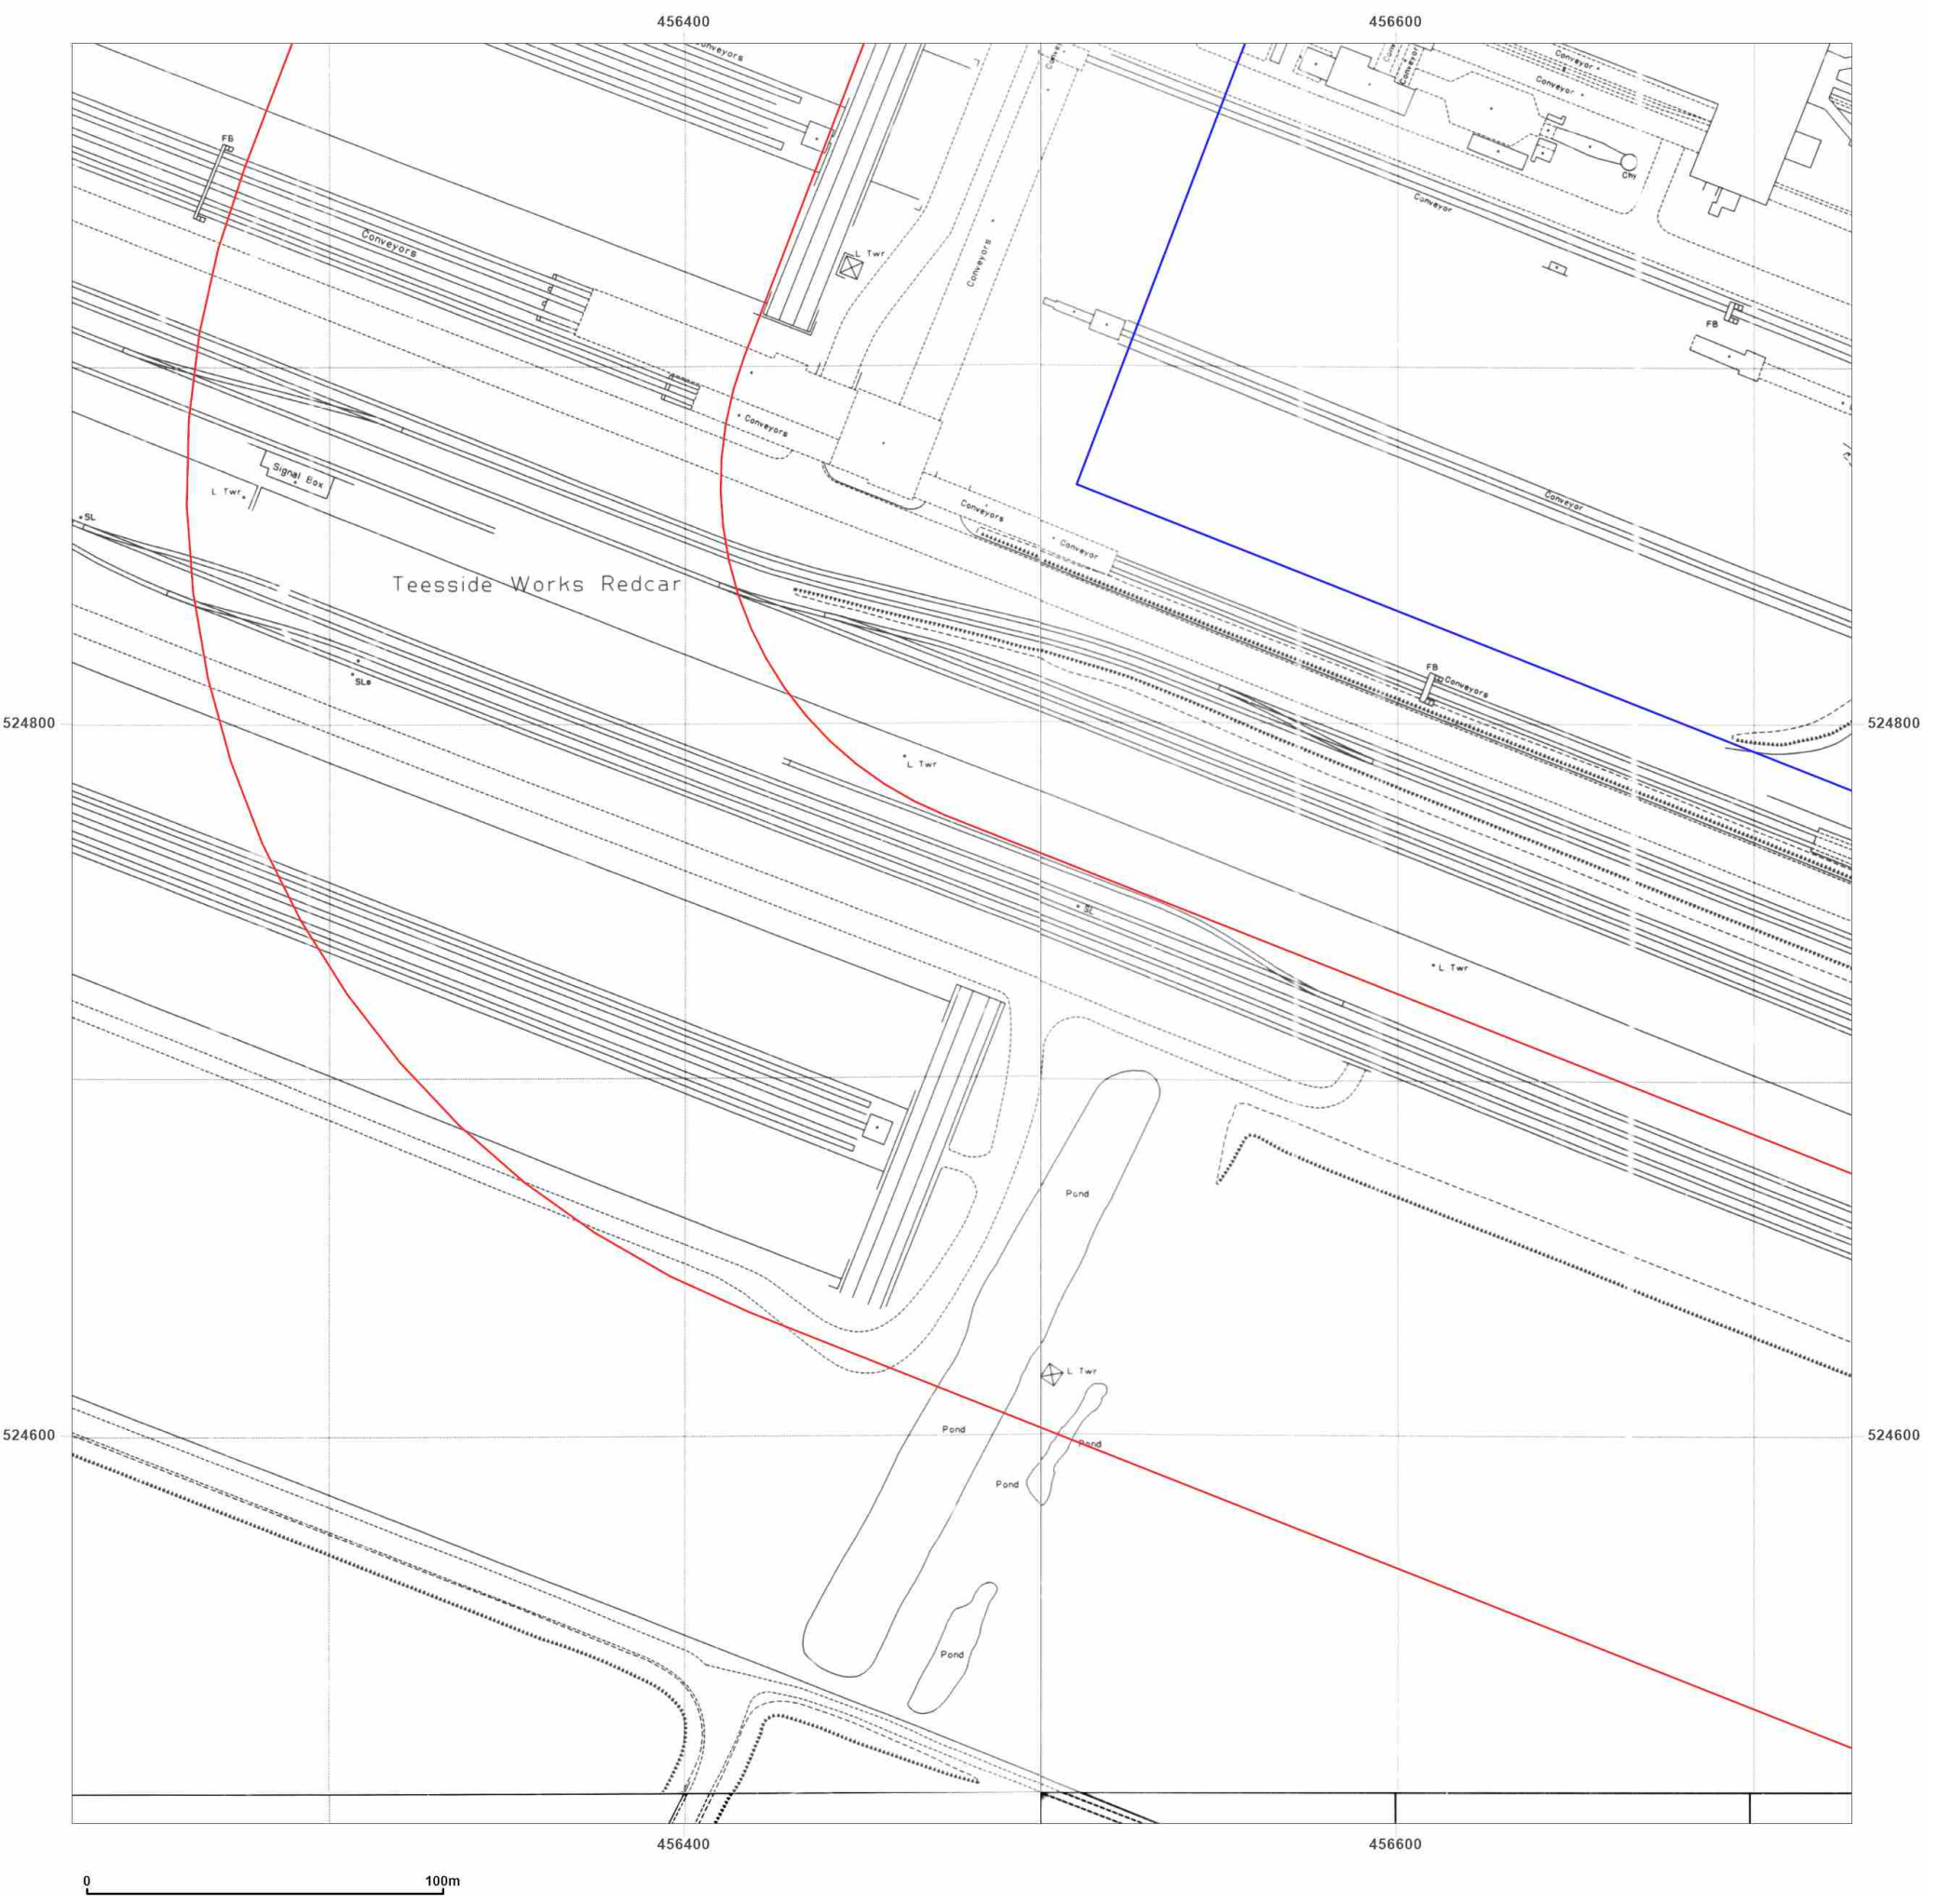 456400
456600
Conveyors
Conveyor
Conveyor
Conveyor
FB
Chy
Conveyor
Conveyors
L Twr
Conveyors
FB
Conveyors
Signal Box
L Twr
SL
Conveyors
Conveyor
Conveyor
Teesside Works Redcar
FB
Conveyors
SLs
524800
524800
L Twr
SL
L Twr
Pond
L Twr
524600
Pond
Pond
524600
Pond
Pond
456400
456600
0
100m